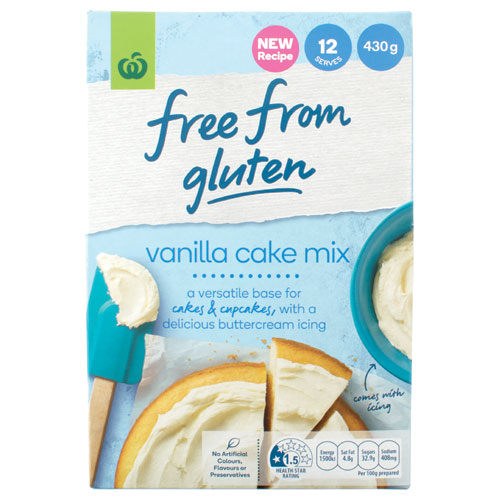 NEW
Recipe
12
SERVES
430g
free from
gluten
vanilla cake mix
a versatile base for
cakes & cupcakes, with a
delicious buttercream icing
comes with
icing
No Artificial
Colours,
Flavours or
Preservatives
1.5
HEALTH STAR
RATING
Energy
1500kJ
Sat Fat
4.8g
Sugars
32.9g
Sodium
408mg
Per 100g prepared